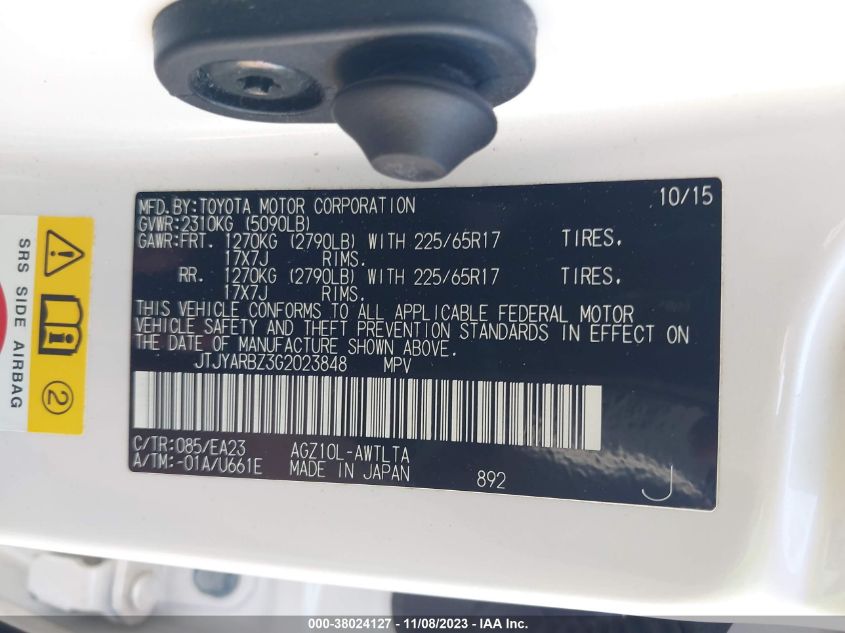 MFD.BY:TOYOTA MOTOR CORPORATION 10/15
GVWR:2310KG (5090LB)
GAWR:FRT. 1270KG (2790LB) WITH 225/65R17 TIRES,
17X7J RIMS.
RR. 1270KG (2790LB) WITH 225/65R17 TIRES,
17X7J RIMS.
THIS VEHICLE CONFORMS TO ALL APPLICABLE FEDERAL MOTOR
VEHICLE SAFETY AND THEFT PREVENTION STANDARDS IN EFFECT ON
THE DATE OF MANUFACTURE SHOWN ABOVE.
JTJYARBZ3G2023848 MPV
C/TR:085/EA23 AGZ10L-AWTLTA
A/TM:-01A/U661E MADE IN JAPAN 892
J
SRS SIDE AIRBAG
2
000-38024127 - 11/08/2023 - IAA Inc.